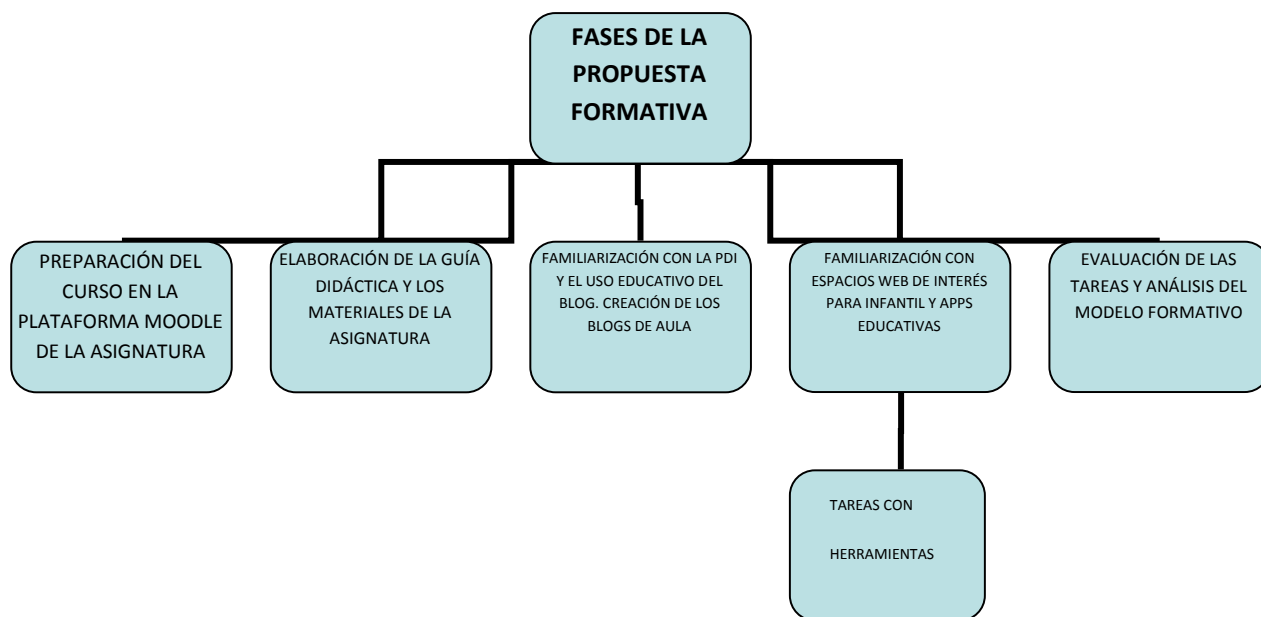 FASES DE LA
PROPUESTA
FORMATIVA
PREPARACIÓN DEL
CURSO EN LA
PLATAFORMA MOODLE
DE LA ASIGNATURA
ELABORACIÓN DE LA GUÍA
DIDÁCTICA Y LOS
MATERIALES DE LA
ASIGNATURA
FAMILIARIZACIÓN CON LA PDI
Y EL USO EDUCATIVO DEL
BLOG. CREACIÓN DE LOS
BLOGS DE AULA
FAMILIARIZACIÓN CON
ESPACIOS WEB DE INTERÉS
PARA INFANTIL Y APPS
EDUCATIVAS
EVALUACIÓN DE LAS
TAREAS Y ANÁLISIS DEL
MODELO FORMATIVO
TAREAS CON
HERRAMIENTAS